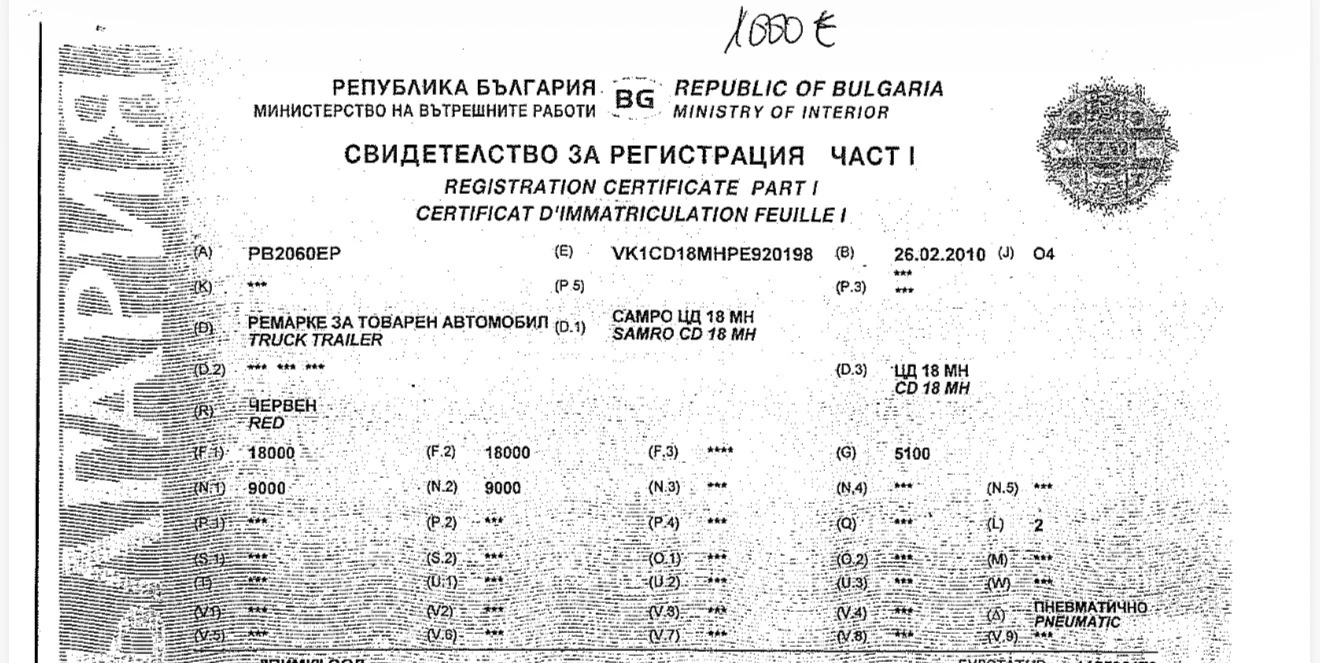 1000 €
РЕПУБЛИКА БЪЛГАРИЯ BG REPUBLIC OF BULGARIA
МИНИСТЕРСТВО НА ВЪТРЕШНИТЕ РАБОТИ MINISTRY OF INTERIOR
СВИДЕТЕЛСТВО ЗА РЕГИСТРАЦИЯ ЧАСТ I
REGISTRATION CERTIFICATE PART I
CERTIFICAT D'IMMATRICULATION FEUILLE I
(A) PB2060EP (E) VK1CD18MHPE920198 (B) 26.02.2010 (J) O4
***
(K) *** (P.5) (P.3) ***
(D) РЕМАРКЕ ЗА ТОВАРЕН АВТОМОБИЛ (D.1) САМРО ЦД 18 МН
TRUCK TRAILER SAMRO CD 18 MH
(D.2) *** *** *** (D.3) ЦД 18 МН
CD 18 MH
(R) ЧЕРВЕН
RED
(F.1) 18000 (F.2) 18000 (F.3) **** (G) 5100
(N.1) 9000 (N.2) 9000 (N.3) *** (N.4) *** (N.5) ***
(P.1) *** (P.2) *** (P.4) *** (Q) *** (L) 2
(S.1) *** (S.2) *** (O.1) *** (O.2) *** (M) ***
(T) *** (U.1) *** (U.2) *** (U.3) *** (W) ***
(V.1) *** (V2) *** (V.3) *** (V.4) *** (Δ) ПНЕВМАТИЧНО
PNEUMATIC
(V.5) *** (V.6) *** (V.7) *** (V.8) *** (V.9) ***